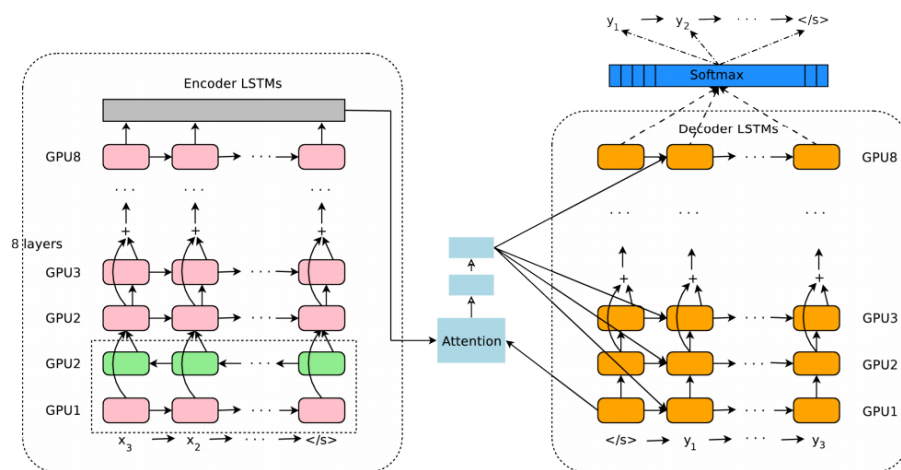 y1 y2 · · · </s>
Softmax
Encoder LSTMs
Decoder LSTMs
GPU8 · · · GPU8 · · ·
· · · · · · · · · · · ·
+ + +
8 layers
GPU3 · · ·
+ + +
GPU2 · · · GPU3 · · ·
Attention
GPU2 · · · GPU2 · · ·
GPU1 · · · GPU1 · · ·
x3 x2 · · · </s> </s> y1 · · · y3